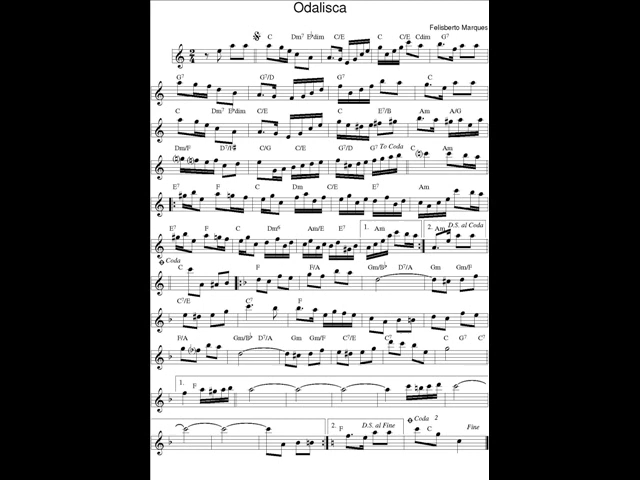 Odalisca
Felisberto Marques
C Dm7 E♭dim C/E C C/E Cdim G7
G7 G7/D G7 C
C Dm7 E♭dim C/E C E7/B Am A/G
Dm/F D7/F# C/G C/E G7/D G7 To Coda C Am
E7 F C Dm C/E E7 Am
E7 F C Dm6 Am/E E7 1. Am 2. Am D.S. al Coda
Coda
C F F/A Gm/B♭ D7/A Gm Gm/F
C7/E C7 F
F/A Gm/B♭ D7/A Gm Gm/F C7/E C7 C G7 C7
1.
2. F D.S. al Fine Coda 2 C G Fine